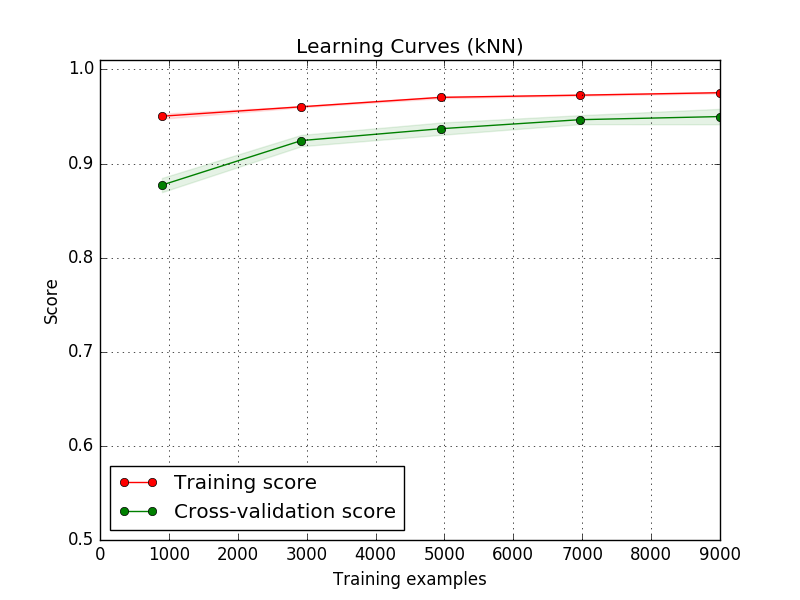 Learning Curves (kNN)
1.0
0.9
0.8
0.7
0.6
0.5
Score
Training score
Cross-validation score
0 1000 2000 3000 4000 5000 6000 7000 8000 9000
Training examples